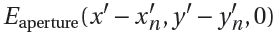 E_aperture(x′ − x′_n, y′ − y′_n, 0)